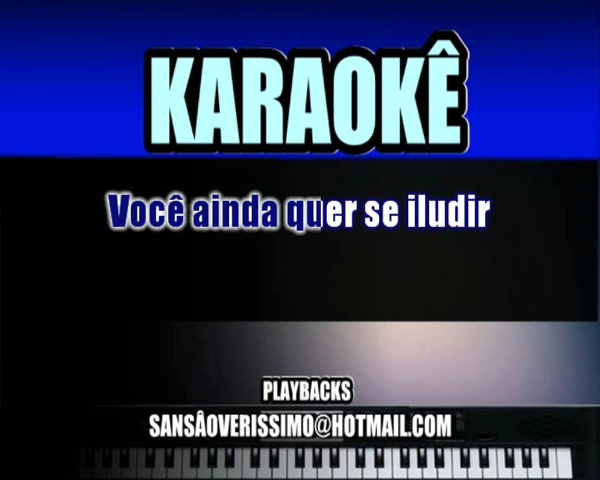 KARAOKÊ
Você ainda quer se iludir
PLAYBACKS
SANSÂOVERISSIMO@HOTMAIL.COM